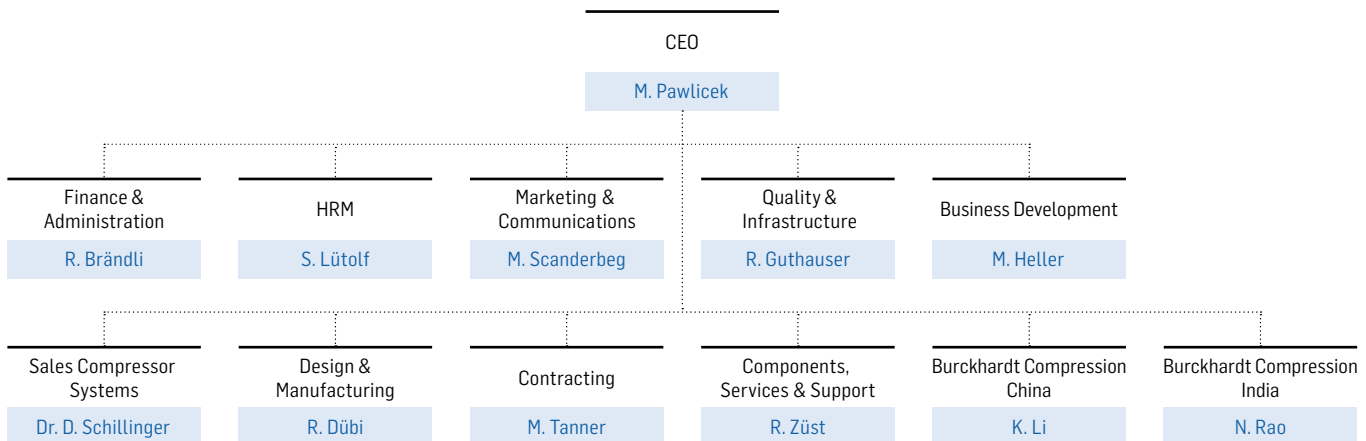 CEO
M. Pawlicek
Finance &
Administration
R. Brändli
HRM
S. Lütolf
Marketing &
Communications
M. Scanderbeg
Quality &
Infrastructure
R. Guthauser
Business Development
M. Heller
Sales Compressor
Systems
Dr. D. Schillinger
Design &
Manufacturing
R. Dübi
Contracting
M. Tanner
Components,
Services & Support
R. Züst
Burckhardt Compression
China
K. Li
Burckhardt Compression
India
N. Rao